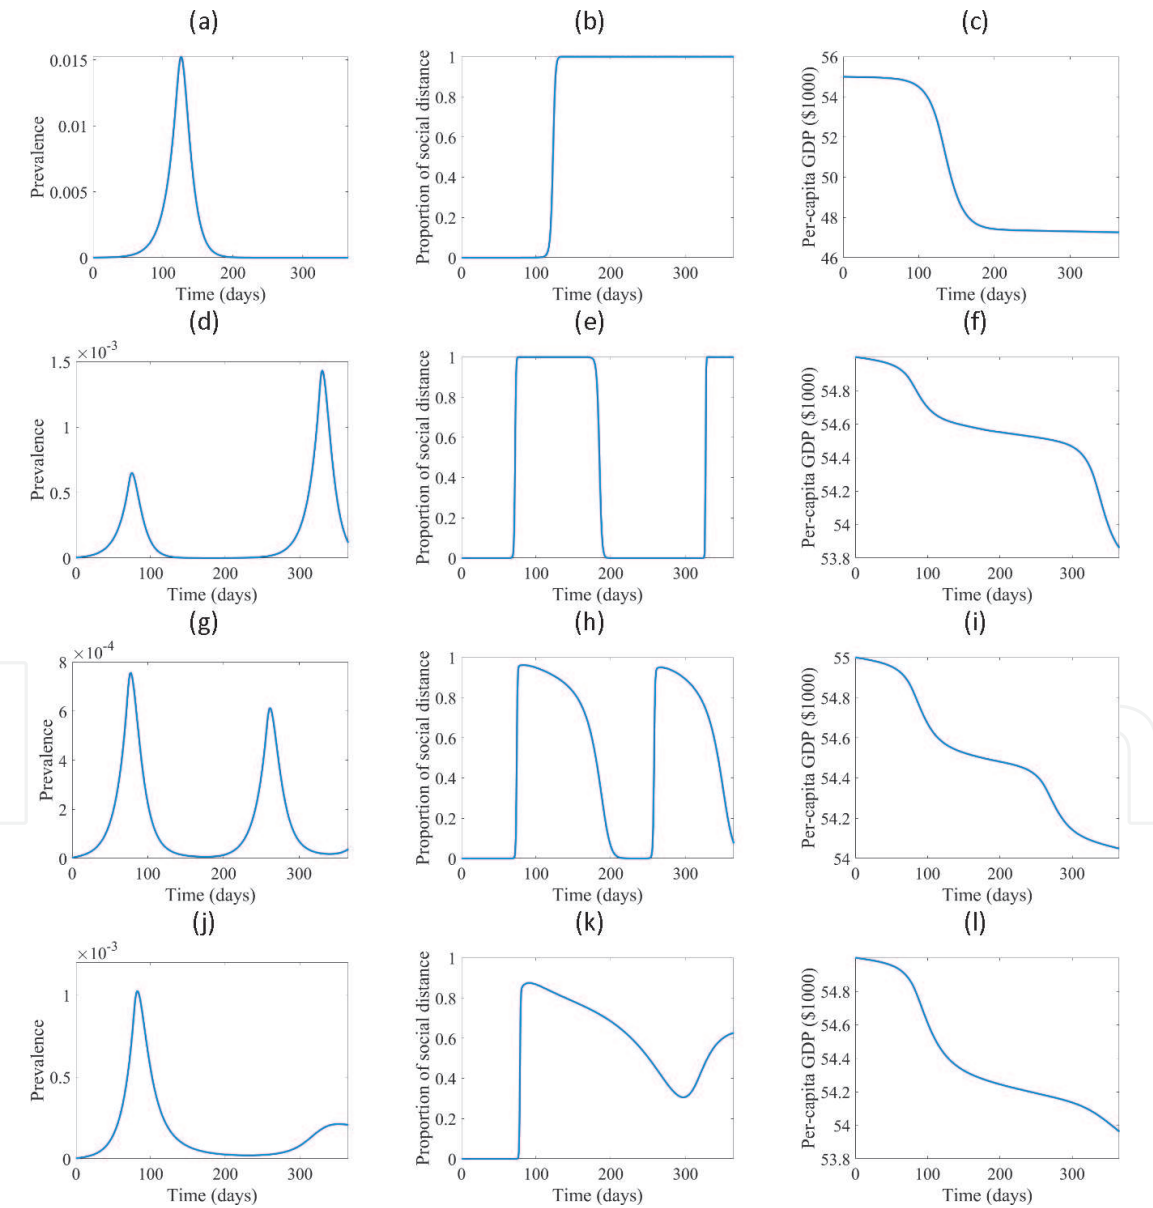 (a) (b) (c)
Prevalence
0.015
0.01
0.005
0
0 100 200 300
Time (days)
Proportion of social distance
1
0.8
0.6
0.4
0.2
0
0 100 200 300
Time (days)
Per-capita GDP ($1000)
56
54
52
50
48
46
0 100 200 300
Time (days)
(d) (e) (f)
×10⁻³
Prevalence
1.5
1
0.5
0
0 100 200 300
Time (days)
Proportion of social distance
1
0.8
0.6
0.4
0.2
0
0 100 200 300
Time (days)
Per-capita GDP ($1000)
54.8
54.6
54.4
54.2
54
53.8
0 100 200 300
Time (days)
(g) (h) (i)
×10⁻⁴
Prevalence
8
6
4
2
0
0 100 200 300
Time (days)
Proportion of social distance
1
0.8
0.6
0.4
0.2
0
0 100 200 300
Time (days)
Per-capita GDP ($1000)
55
54.8
54.6
54.4
54.2
54
0 100 200 300
Time (days)
(j) (k) (l)
×10⁻³
Prevalence
1
0.5
0
0 100 200 300
Time (days)
Proportion of social distance
1
0.8
0.6
0.4
0.2
0
0 100 200 300
Time (days)
Per-capita GDP ($1000)
54.8
54.6
54.4
54.2
54
53.8
0 100 200 300
Time (days)